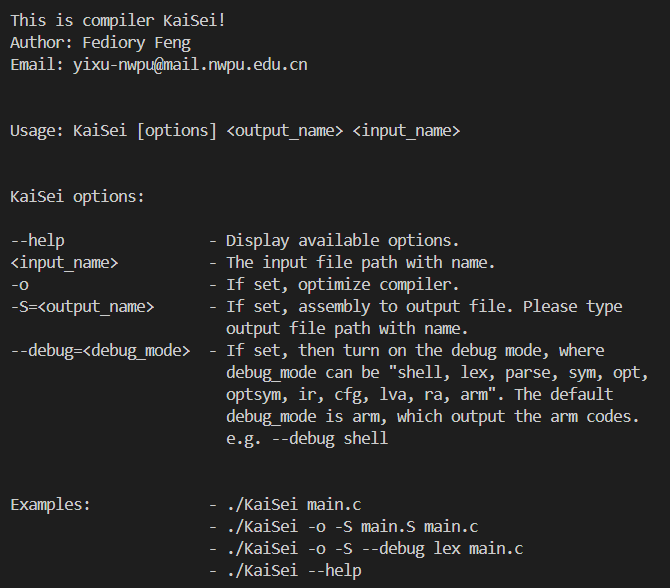 This is compiler KaiSei!
Author: Fediory Feng
Email: yixu-nwpu@mail.nwpu.edu.cn
Usage: KaiSei [options] <output_name> <input_name>
KaiSei options:
--help - Display available options.
<input_name> - The input file path with name.
-o - If set, optimize compiler.
-S=<output_name> - If set, assembly to output file. Please type
output file path with name.
--debug=<debug_mode> - If set, then turn on the debug mode, where
debug_mode can be "shell, lex, parse, sym, opt,
optsym, ir, cfg, lva, ra, arm". The default
debug_mode is arm, which output the arm codes.
e.g. --debug shell
Examples: - ./KaiSei main.c
- ./KaiSei -o -S main.S main.c
- ./KaiSei -o -S --debug lex main.c
- ./KaiSei --help